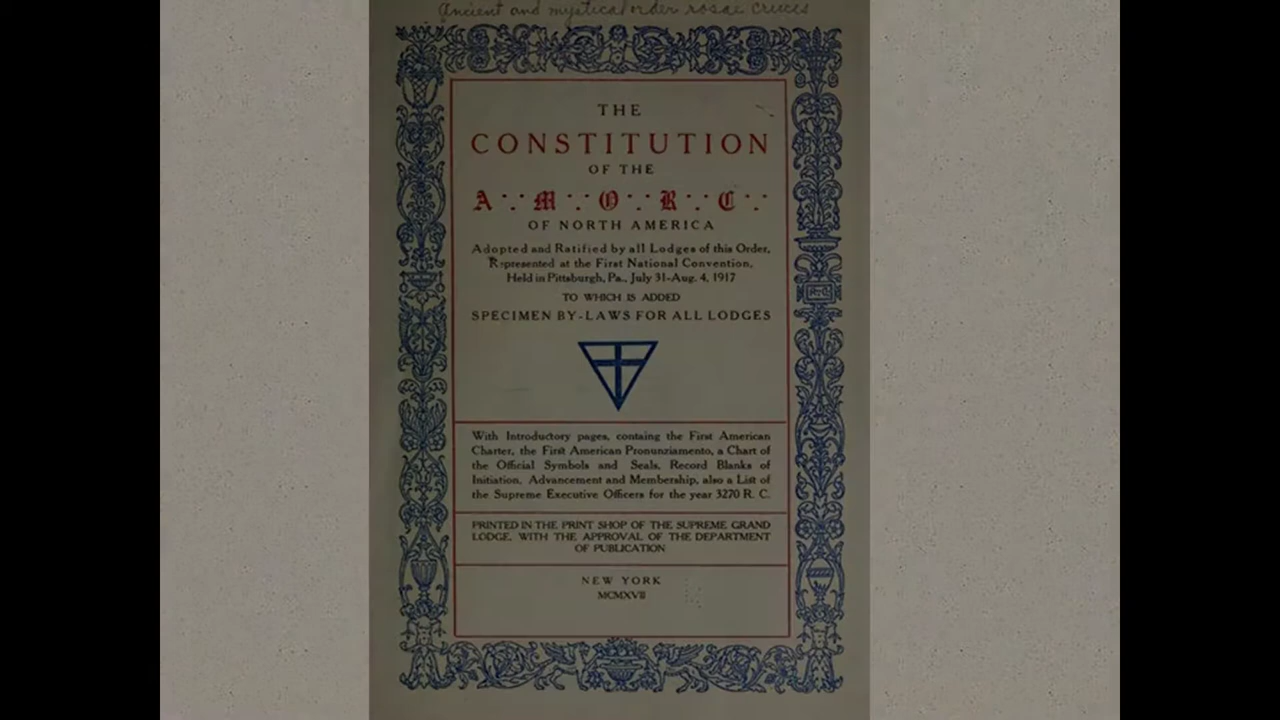 Ancient and mystical order rosae crucis
THE
CONSTITUTION
OF THE
A∴M∴O∴R∴C∴
OF NORTH AMERICA
Adopted and Ratified by all Lodges of this Order,
Represented at the First National Convention,
Held in Pittsburgh, Pa., July 31-Aug. 4, 1917
TO WHICH IS ADDED
SPECIMEN BY-LAWS FOR ALL LODGES
With Introductory pages, containg the First American
Charter, the First American Pronunziamento, a Chart of
the Official Symbols and Seals, Record Blanks of
Initiation, Advancement and Membership, also a List of
the Supreme Executive Officers for the year 3270 R. C.
PRINTED IN THE PRINT SHOP OF THE SUPREME GRAND
LODGE, WITH THE APPROVAL OF THE DEPARTMENT
OF PUBLICATION
NEW YORK
MCMXVII